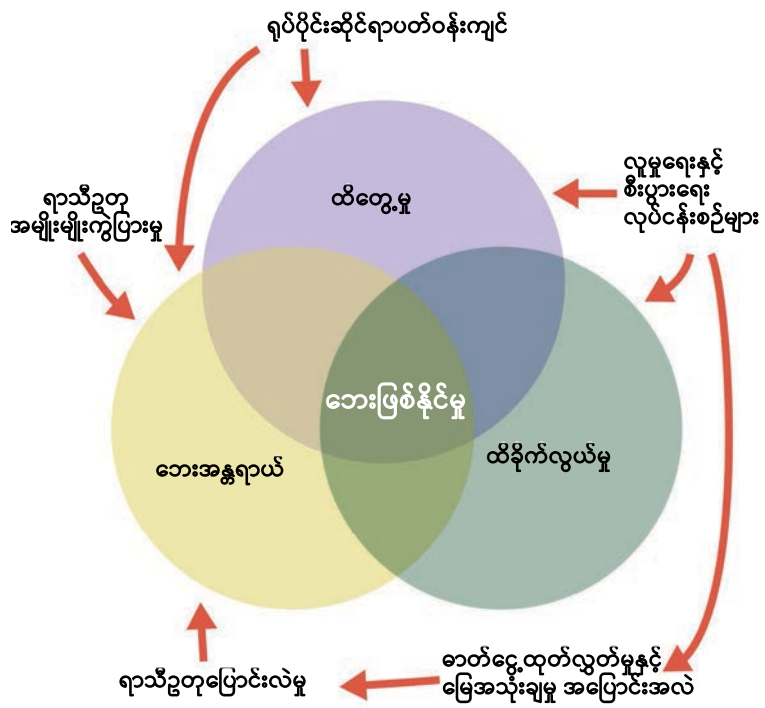 ရုပ်ပိုင်းဆိုင်ရာပတ်ဝန်းကျင်
လူမှုရေးနှင့်
စီးပွားရေး
လုပ်ငန်းစဉ်များ
ထိတွေ့မှု
ရာသီဥတု
အမျိုးမျိုးကွဲပြားမှု
ဘေးဖြစ်နိုင်မှု
ဘေးအန္တရာယ်
ထိခိုက်လွယ်မှု
ဓာတ်ငွေ့ထုတ်လွှတ်မှုနှင့်
မြေအသုံးချမှု အပြောင်းအလဲ
ရာသီဥတုပြောင်းလဲမှု